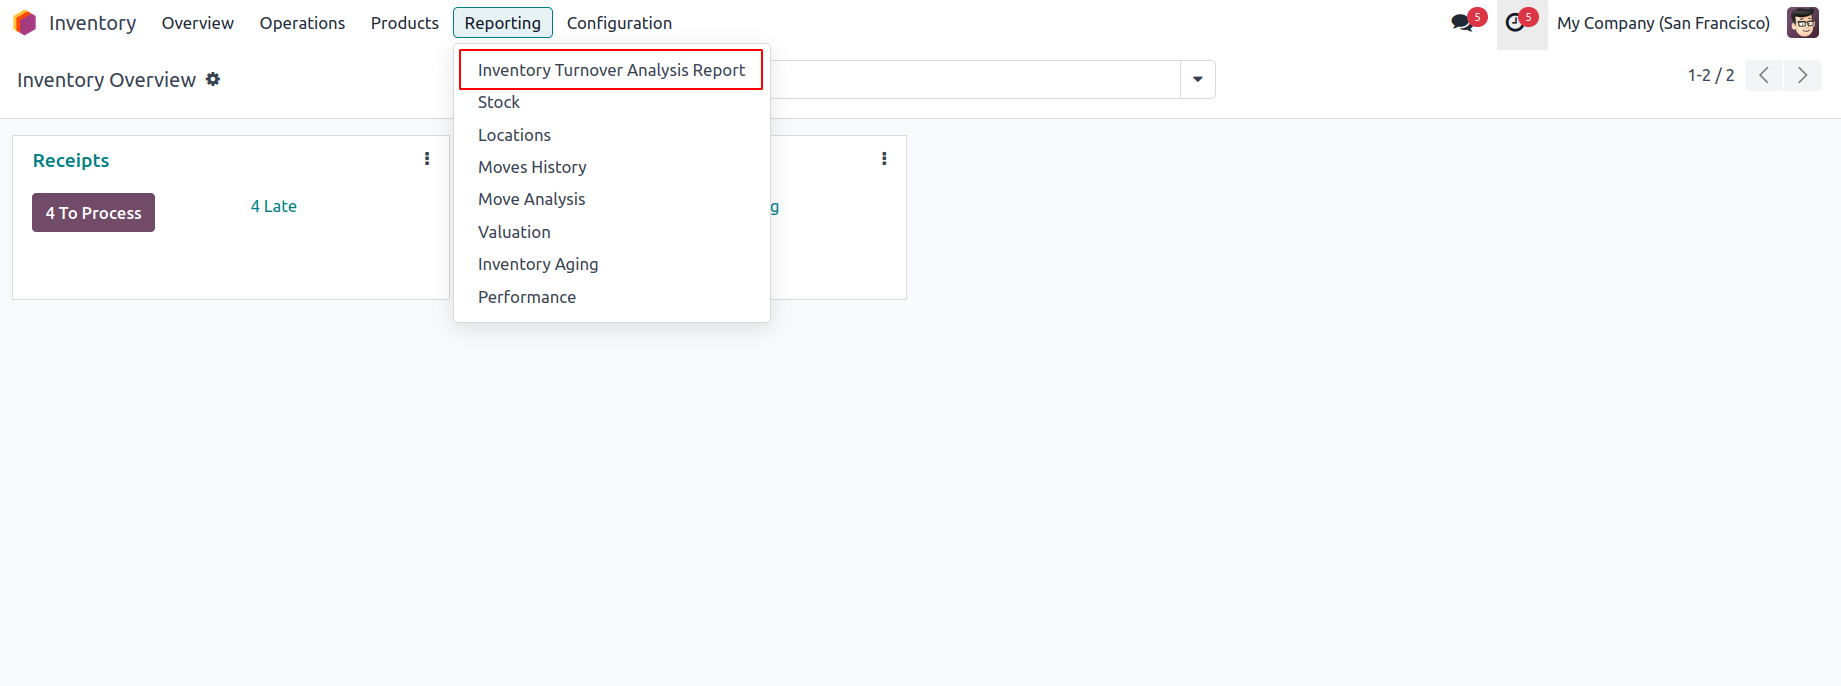 Inventory Overview Operations Products Reporting Configuration 5 5 My Company (San Francisco)
Inventory Overview 1-2 / 2
Inventory Turnover Analysis Report
Stock
Locations
Moves History
Move Analysis
Valuation
Inventory Aging
Performance
Receipts
4 To Process 4 Late
g